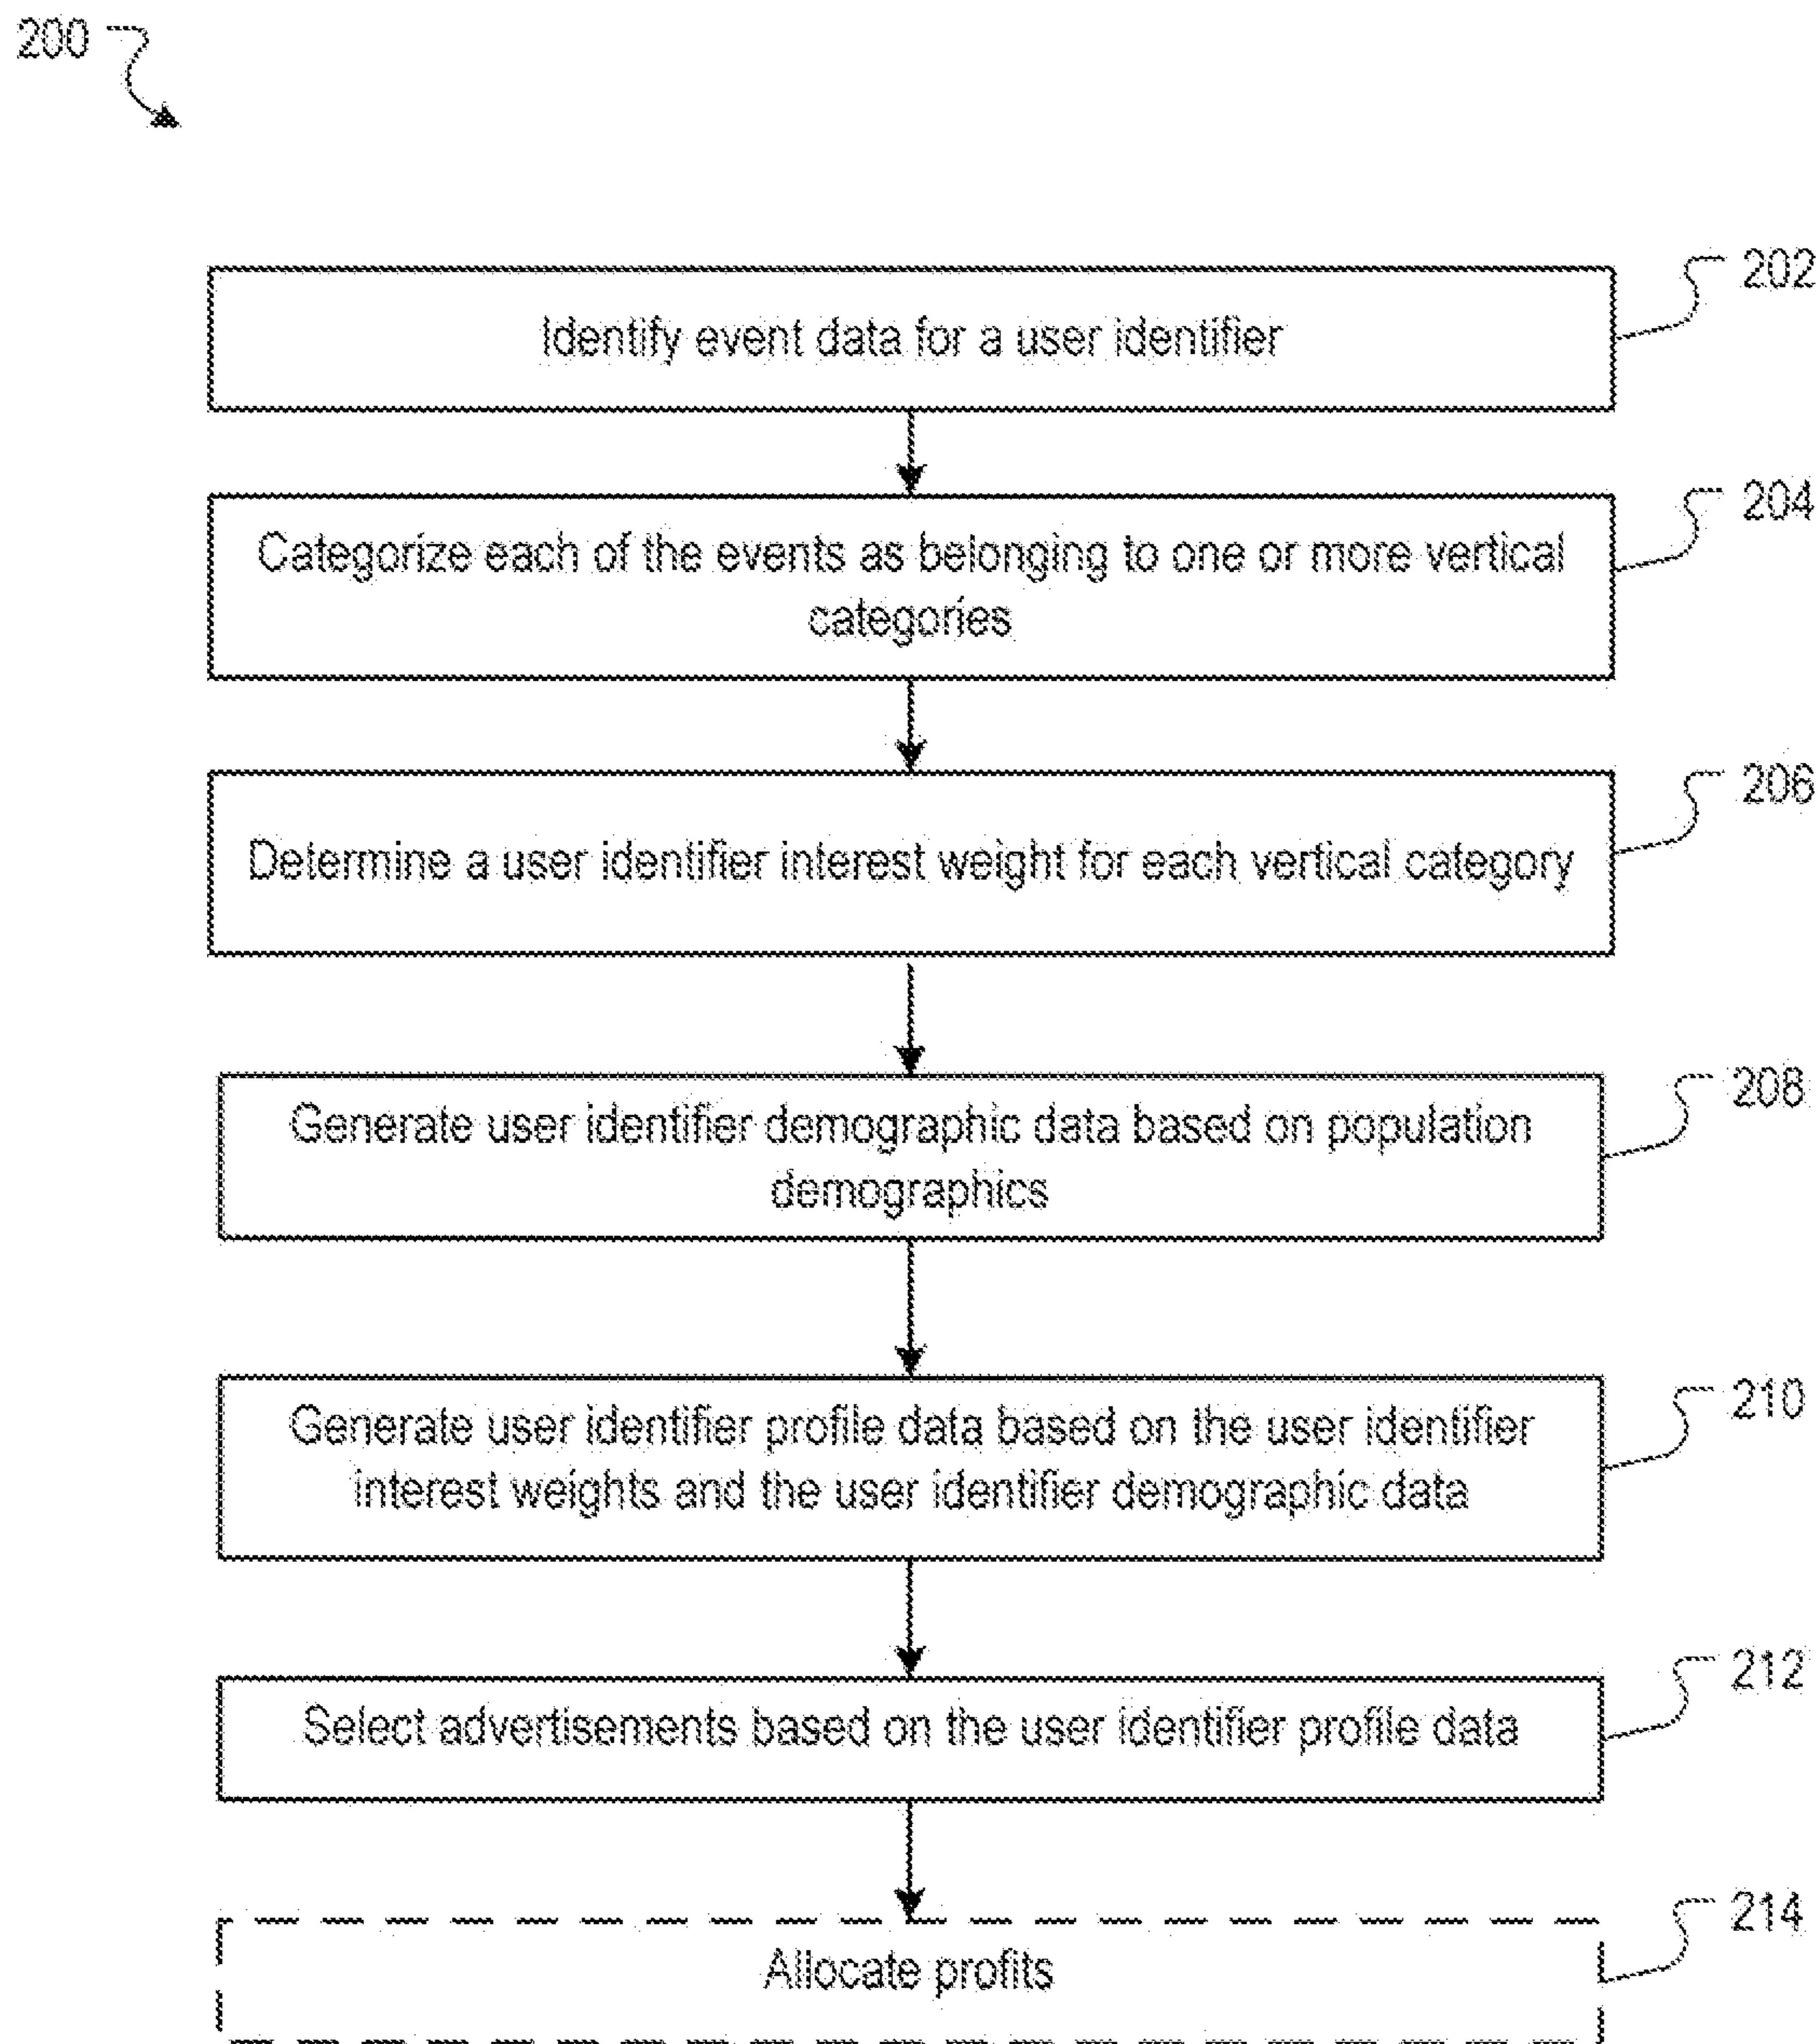 200
202
Identify event data for a user identifier
204
Categorize each of the events as belonging to one or more vertical
categories
206
Determine a user identifier interest weight for each vertical category
208
Generate user identifier demographic data based on population
demographics
210
Generate user identifier profile data based on the user identifier
interest weights and the user identifier demographic data
212
Select advertisements based on the user identifier profile data
214
Allocate profits